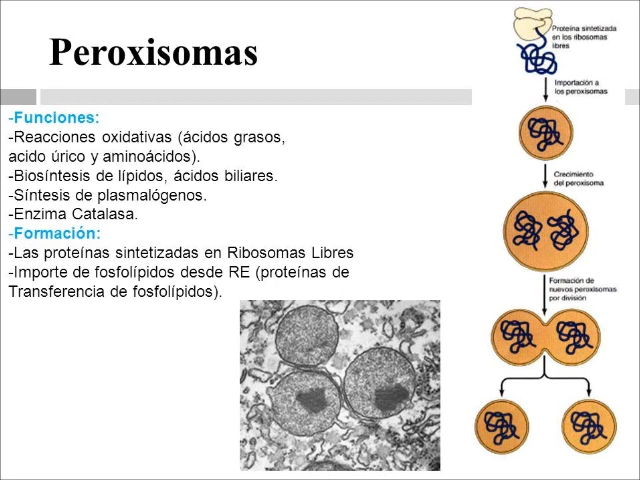 Peroxisomas
-Funciones:
-Reacciones oxidativas (ácidos grasos,
acido úrico y aminoácidos).
-Biosíntesis de lípidos, ácidos biliares.
-Síntesis de plasmalógenos.
-Enzima Catalasa.
-Formación:
-Las proteínas sintetizadas en Ribosomas Libres
-Importe de fosfolípidos desde RE (proteínas de
Transferencia de fosfolípidos).
Proteína sintetizada
en los ribosomas
libres
Importación a
los peroxisomas
Crecimiento
del peroxisoma
Formación de
nuevos peroxisomas
por división